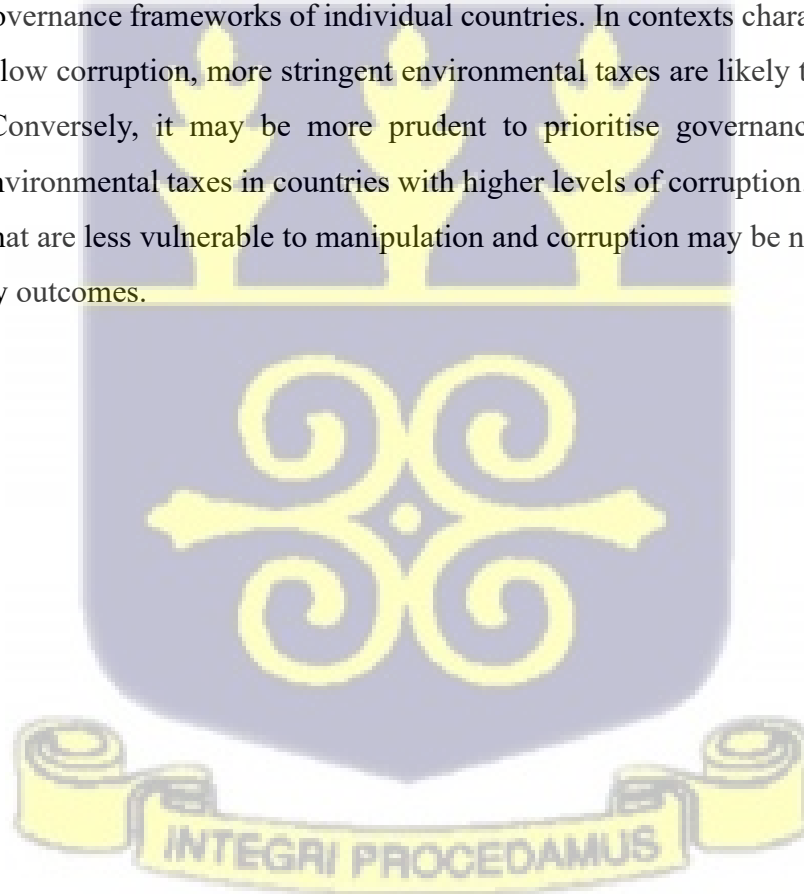 overnance frameworks of individual countries. In contexts chara
low corruption, more stringent environmental taxes are likely t
Conversely, it may be more prudent to prioritise governanc
nvironmental taxes in countries with higher levels of corruption.
hat are less vulnerable to manipulation and corruption may be n
y outcomes.
INTEGRI PROCEDAMUS